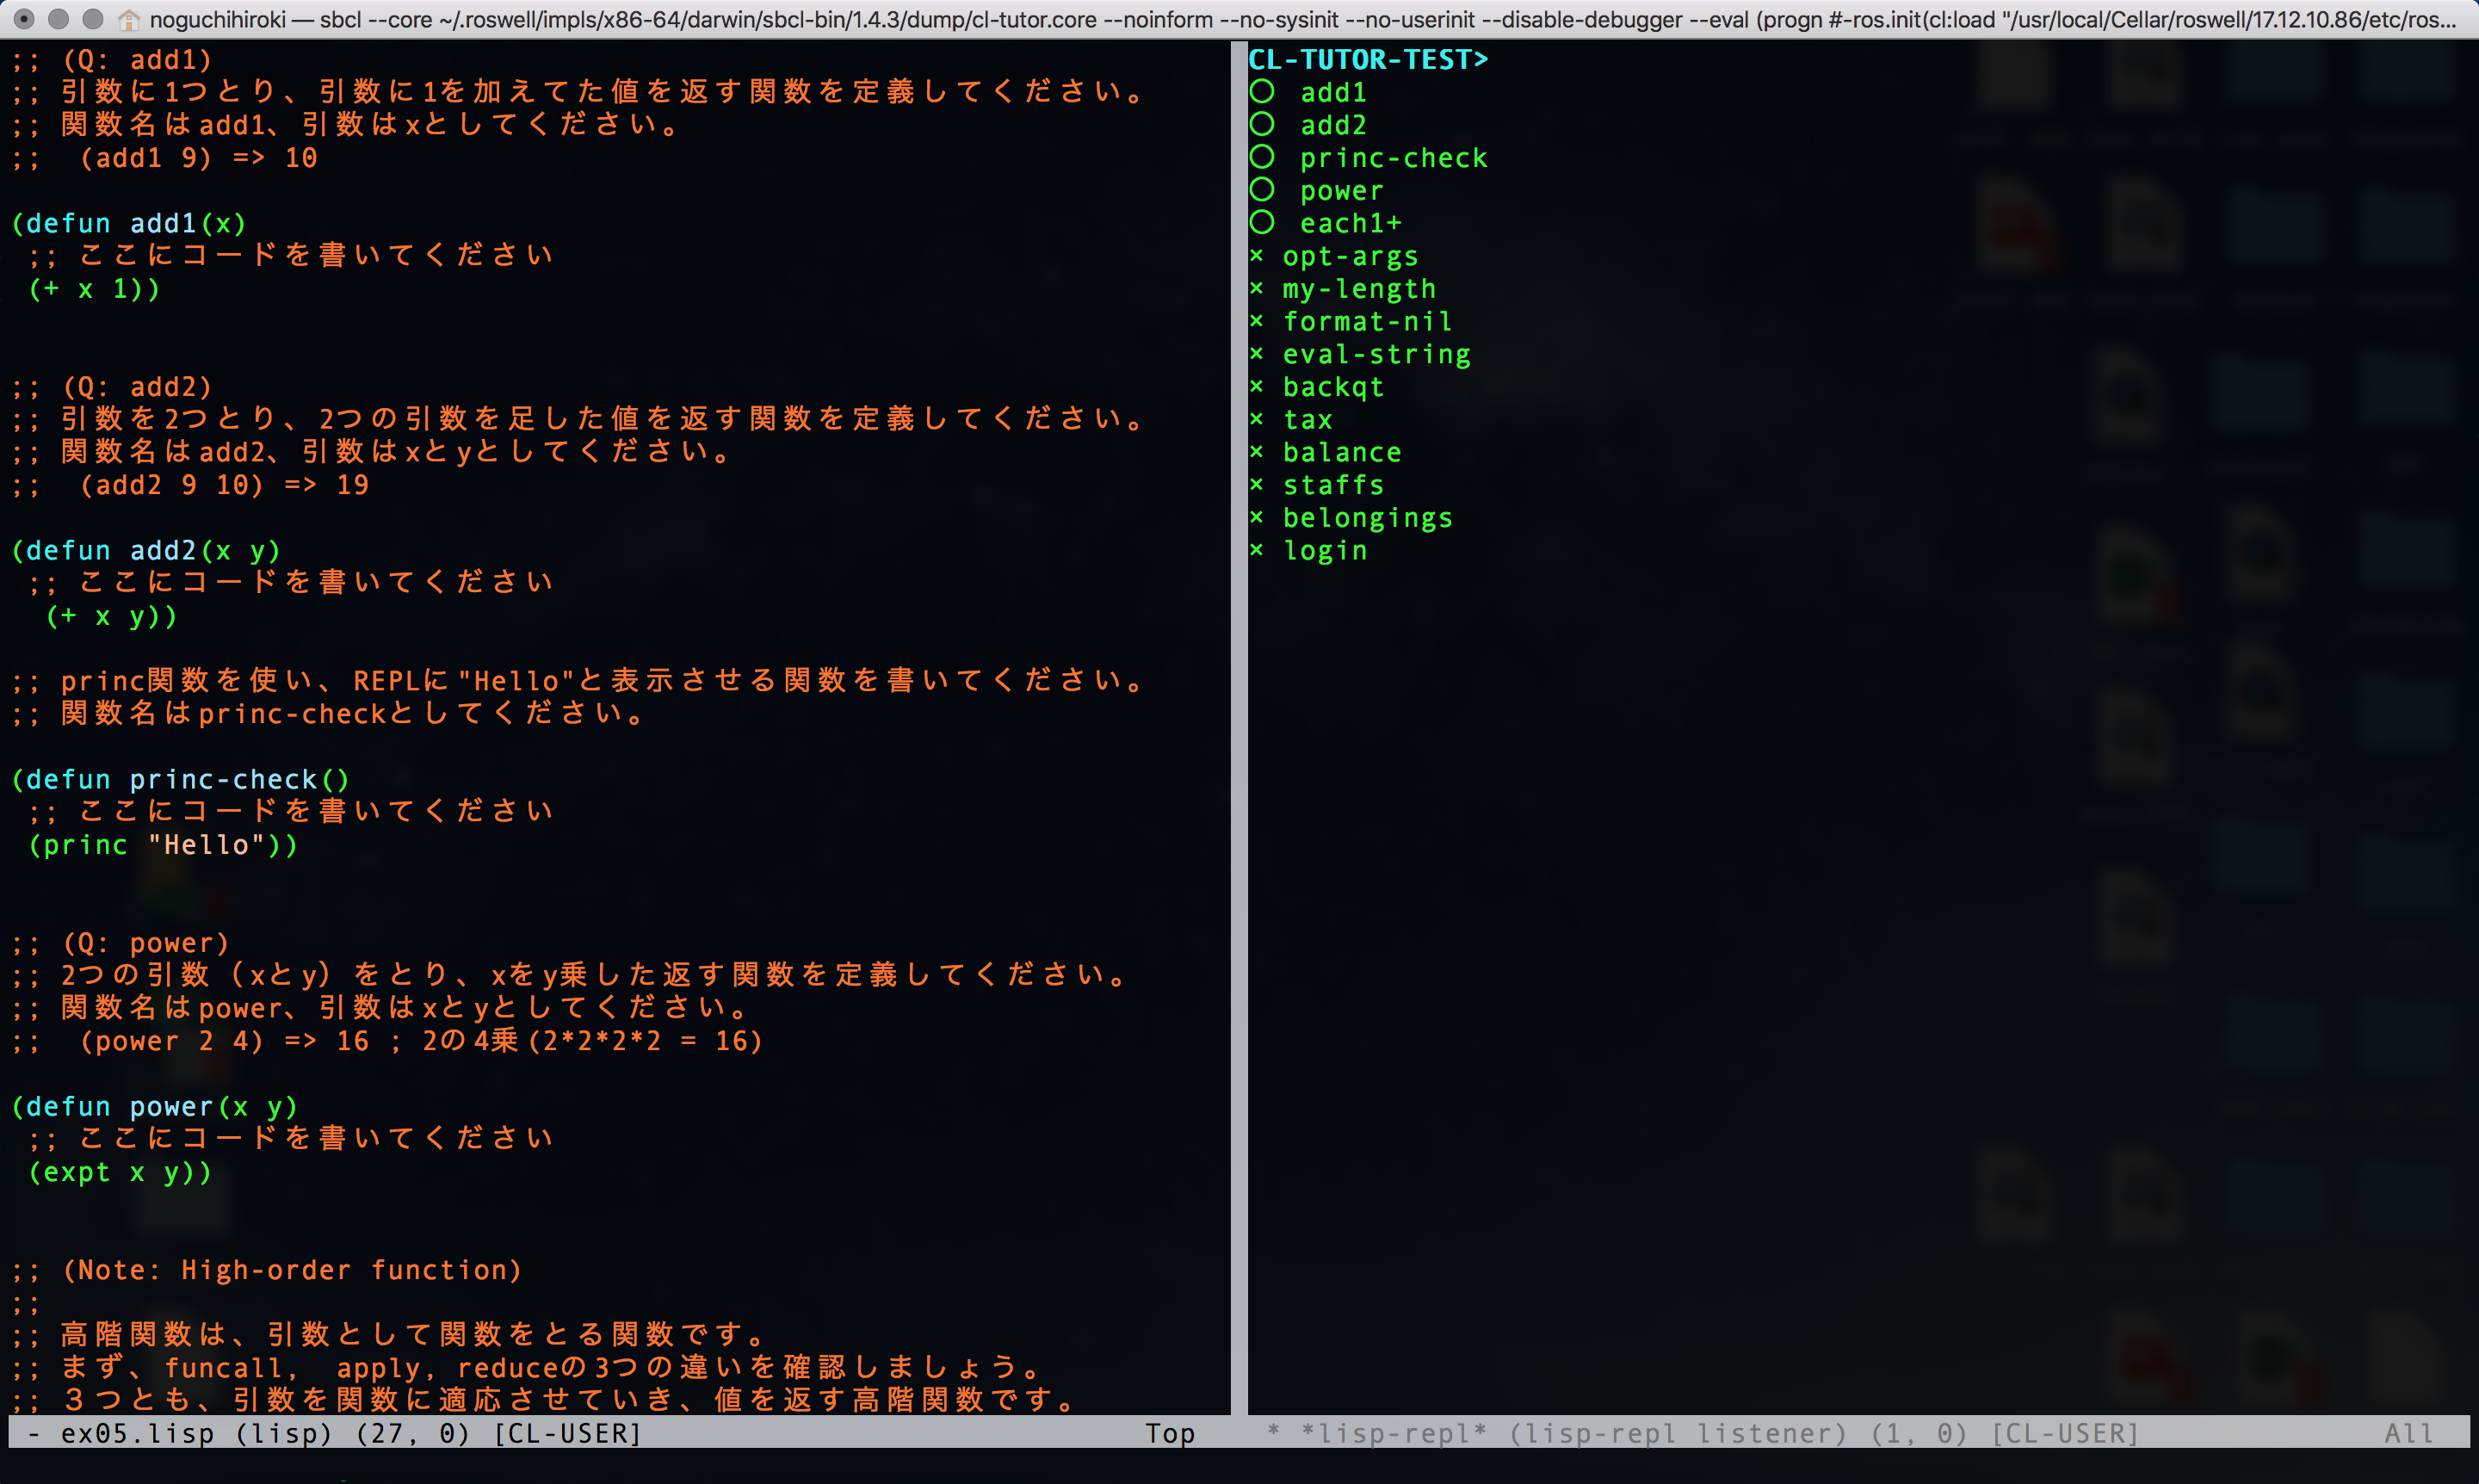 noguchihiroki — sbcl --core ~/.roswell/impls/x86-64/darwin/sbcl-bin/1.4.3/dump/cl-tutor.core --noinform --no-sysinit --no-userinit --disable-debugger --eval (progn #-ros.init(cl:load "/usr/local/Cellar/roswell/17.12.10.86/etc/ros...
;; (Q: add1)
;; 引数に1つとり、引数に1を加えてた値を返す関数を定義してください。
;; 関数名はadd1、引数はxとしてください。
;;  (add1 9) => 10
(defun add1(x)
 ;; ここにコードを書いてください
 (+ x 1))
;; (Q: add2)
;; 引数を2つとり、2つの引数を足した値を返す関数を定義してください。
;; 関数名はadd2、引数はxとyとしてください。
;;  (add2 9 10) => 19
(defun add2(x y)
 ;; ここにコードを書いてください
  (+ x y))
;; princ関数を使い、REPLに"Hello"と表示させる関数を書いてください。
;; 関数名はprinc-checkとしてください。
(defun princ-check()
 ;; ここにコードを書いてください
 (princ "Hello"))
;; (Q: power)
;; 2つの引数（xとy）をとり、xをy乗した返す関数を定義してください。
;; 関数名はpower、引数はxとyとしてください。
;;  (power 2 4) => 16 ; 2の4乗(2*2*2*2 = 16)
(defun power(x y)
 ;; ここにコードを書いてください
 (expt x y))
;; (Note: High-order function)
;;
;; 高階関数は、引数として関数をとる関数です。
;; まず、funcall,  apply, reduceの3つの違いを確認しましょう。
;; ３つとも、引数を関数に適応させていき、値を返す高階関数です。
- ex05.lisp (lisp) (27, 0) [CL-USER] Top
CL-TUTOR-TEST>
○ add1
○ add2
○ princ-check
○ power
○ each1+
× opt-args
× my-length
× format-nil
× eval-string
× backqt
× tax
× balance
× staffs
× belongings
× login
* *lisp-repl* (lisp-repl listener) (1, 0) [CL-USER] All